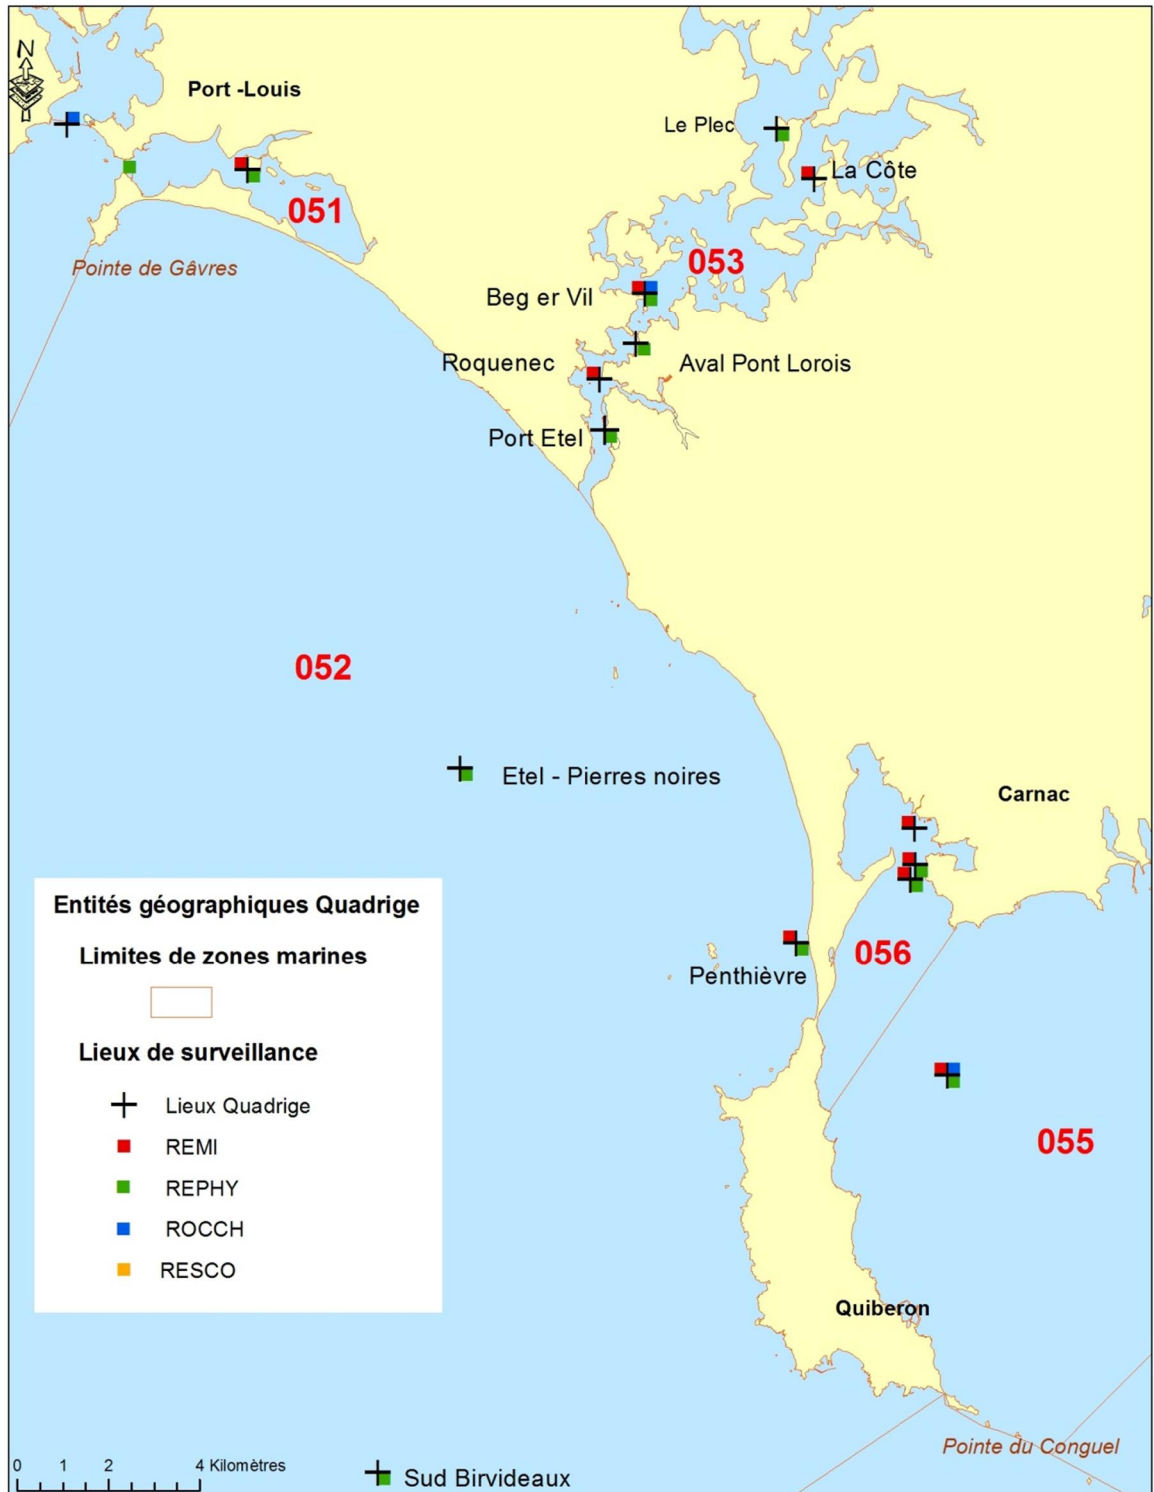 N
Port -Louis
Le Plec
La Côte
051
Pointe de Gâvres
053
Beg er Vil
Roquenec
Aval Pont Lorois
Port Etel
052
Etel - Pierres noires
Carnac
Entités géographiques Quadrige
Limites de zones marines
056
Penthièvre
Lieux de surveillance
Lieux Quadrige
REMI
055
REPHY
ROCCH
RESCO
Quiberon
Pointe du Conguel
0 1 2 4 Kilomètres
Sud Birvideaux